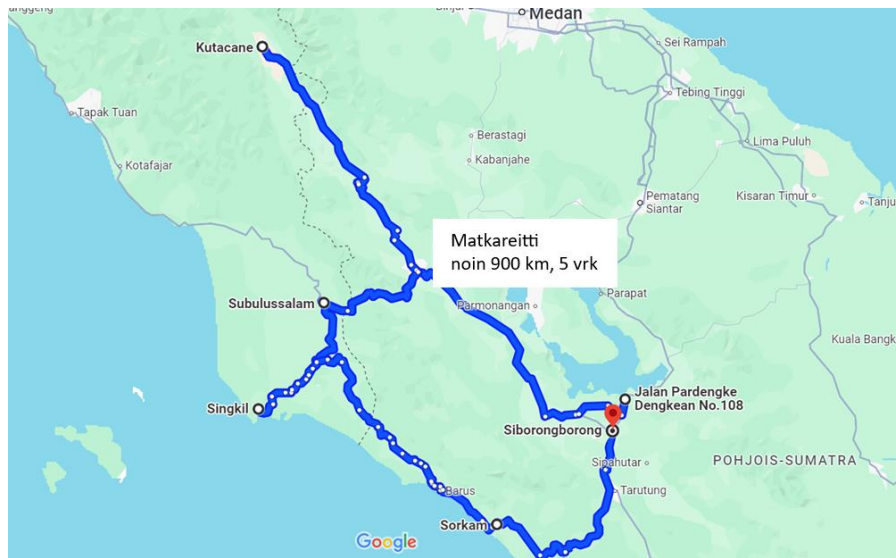 Medan
Kutacane
Sei Rampah
Tebing Tinggi
Tapak Tuan
Berastagi
Lima Puluh
Kabanjahe
Kotafajar
Pematang
Siantar
Kisaran Timur
Matkareitti
noin 900 km, 5 vrk
Subulussalam
Parmonangan
Parapat
Kuala Bangk
Singkil
Jalan Pardengke
Dengkean No.108
Siborongborong
Sipahutar
POHJOIS-SUMATRA
Barus
Tarutung
Sorkam
Google